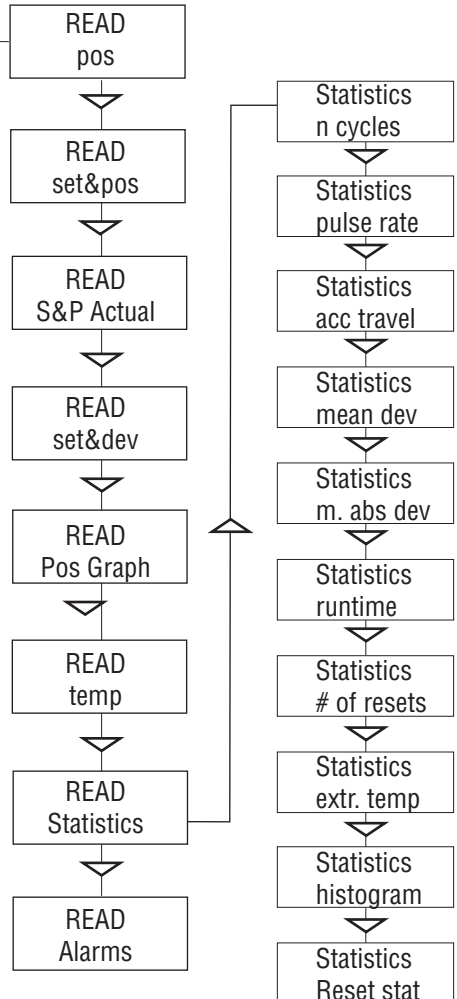 READ
pos
READ
set&pos
READ
S&P Actual
READ
set&dev
READ
Pos Graph
READ
temp
READ
Statistics
READ
Alarms
Statistics
n cycles
Statistics
pulse rate
Statistics
acc travel
Statistics
mean dev
Statistics
m. abs dev
Statistics
runtime
Statistics
# of resets
Statistics
extr. temp
Statistics
histogram
Statistics
Reset stat